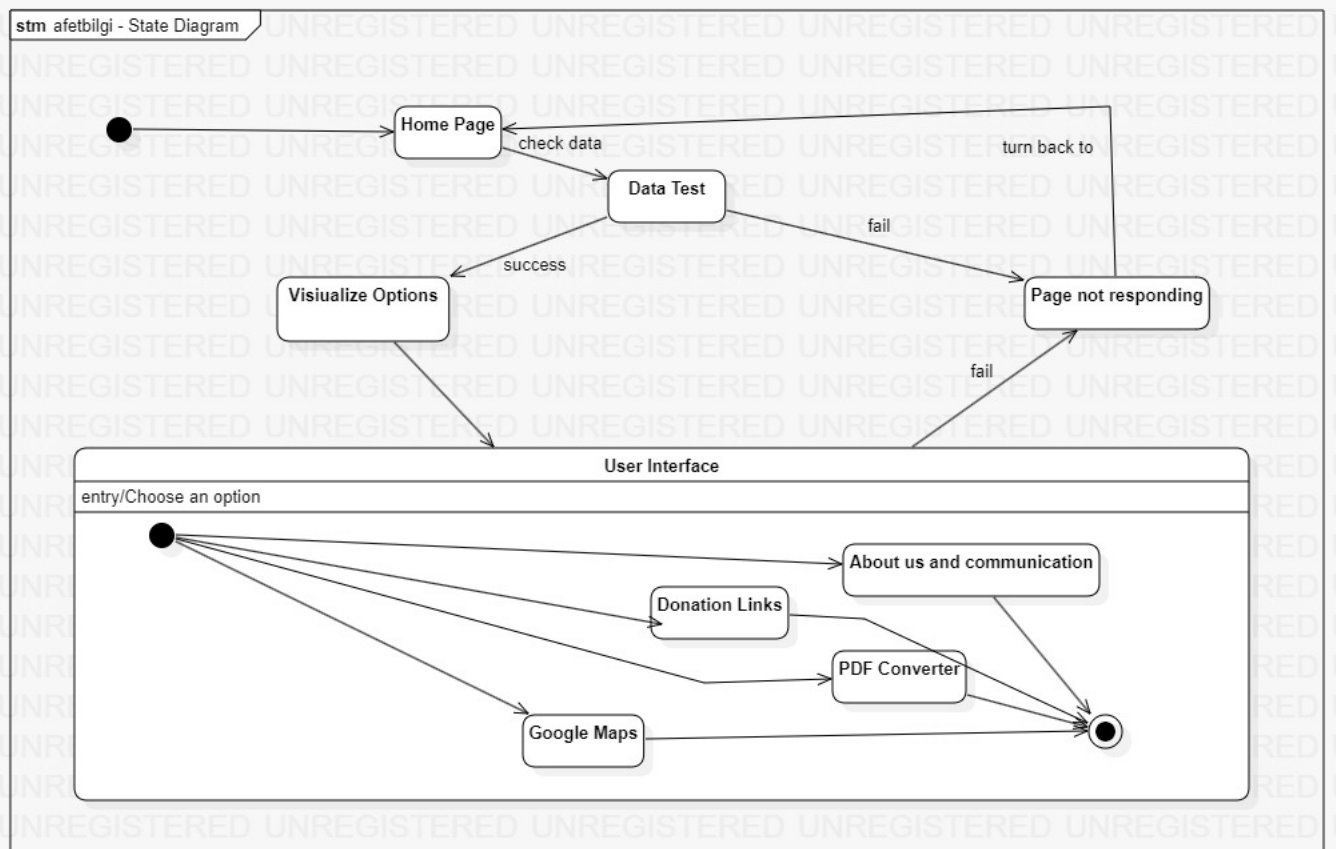 stm afetbilgi - State Diagram
Home Page
check data
turn back to
Data Test
fail
success
Visiualize Options
Page not responding
fail
User Interface
entry/Choose an option
About us and communication
Donation Links
PDF Converter
Google Maps
UNREGISTERED UNREGISTERED UNREGISTERED UNREGISTERED UNREGISTERED